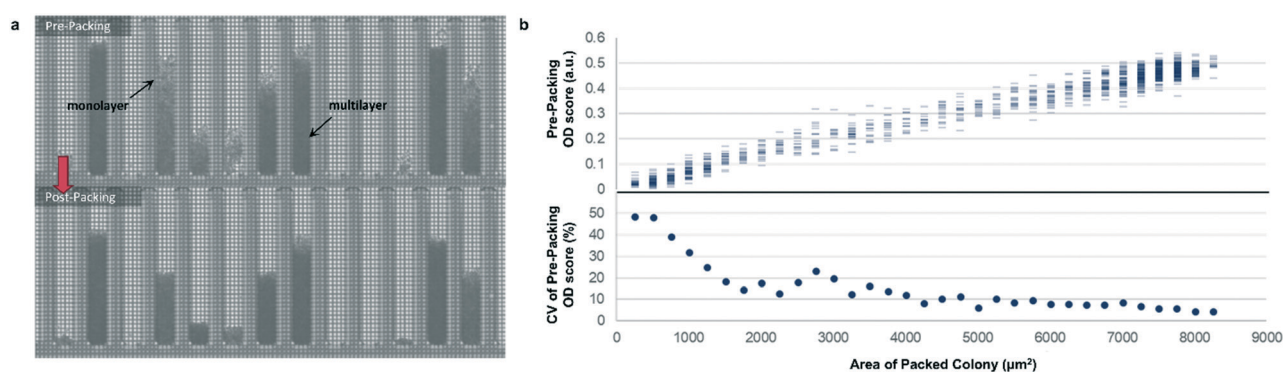 a
Pre-Packing
monolayer
multilayer
Post-Packing
b
Pre-Packing
OD score (a.u.)
0.6
0.5
0.4
0.3
0.2
0.1
0
CV of Pre-Packing
OD score (%)
50
40
30
20
10
0
0 1000 2000 3000 4000 5000 6000 7000 8000 9000
Area of Packed Colony (µm²)